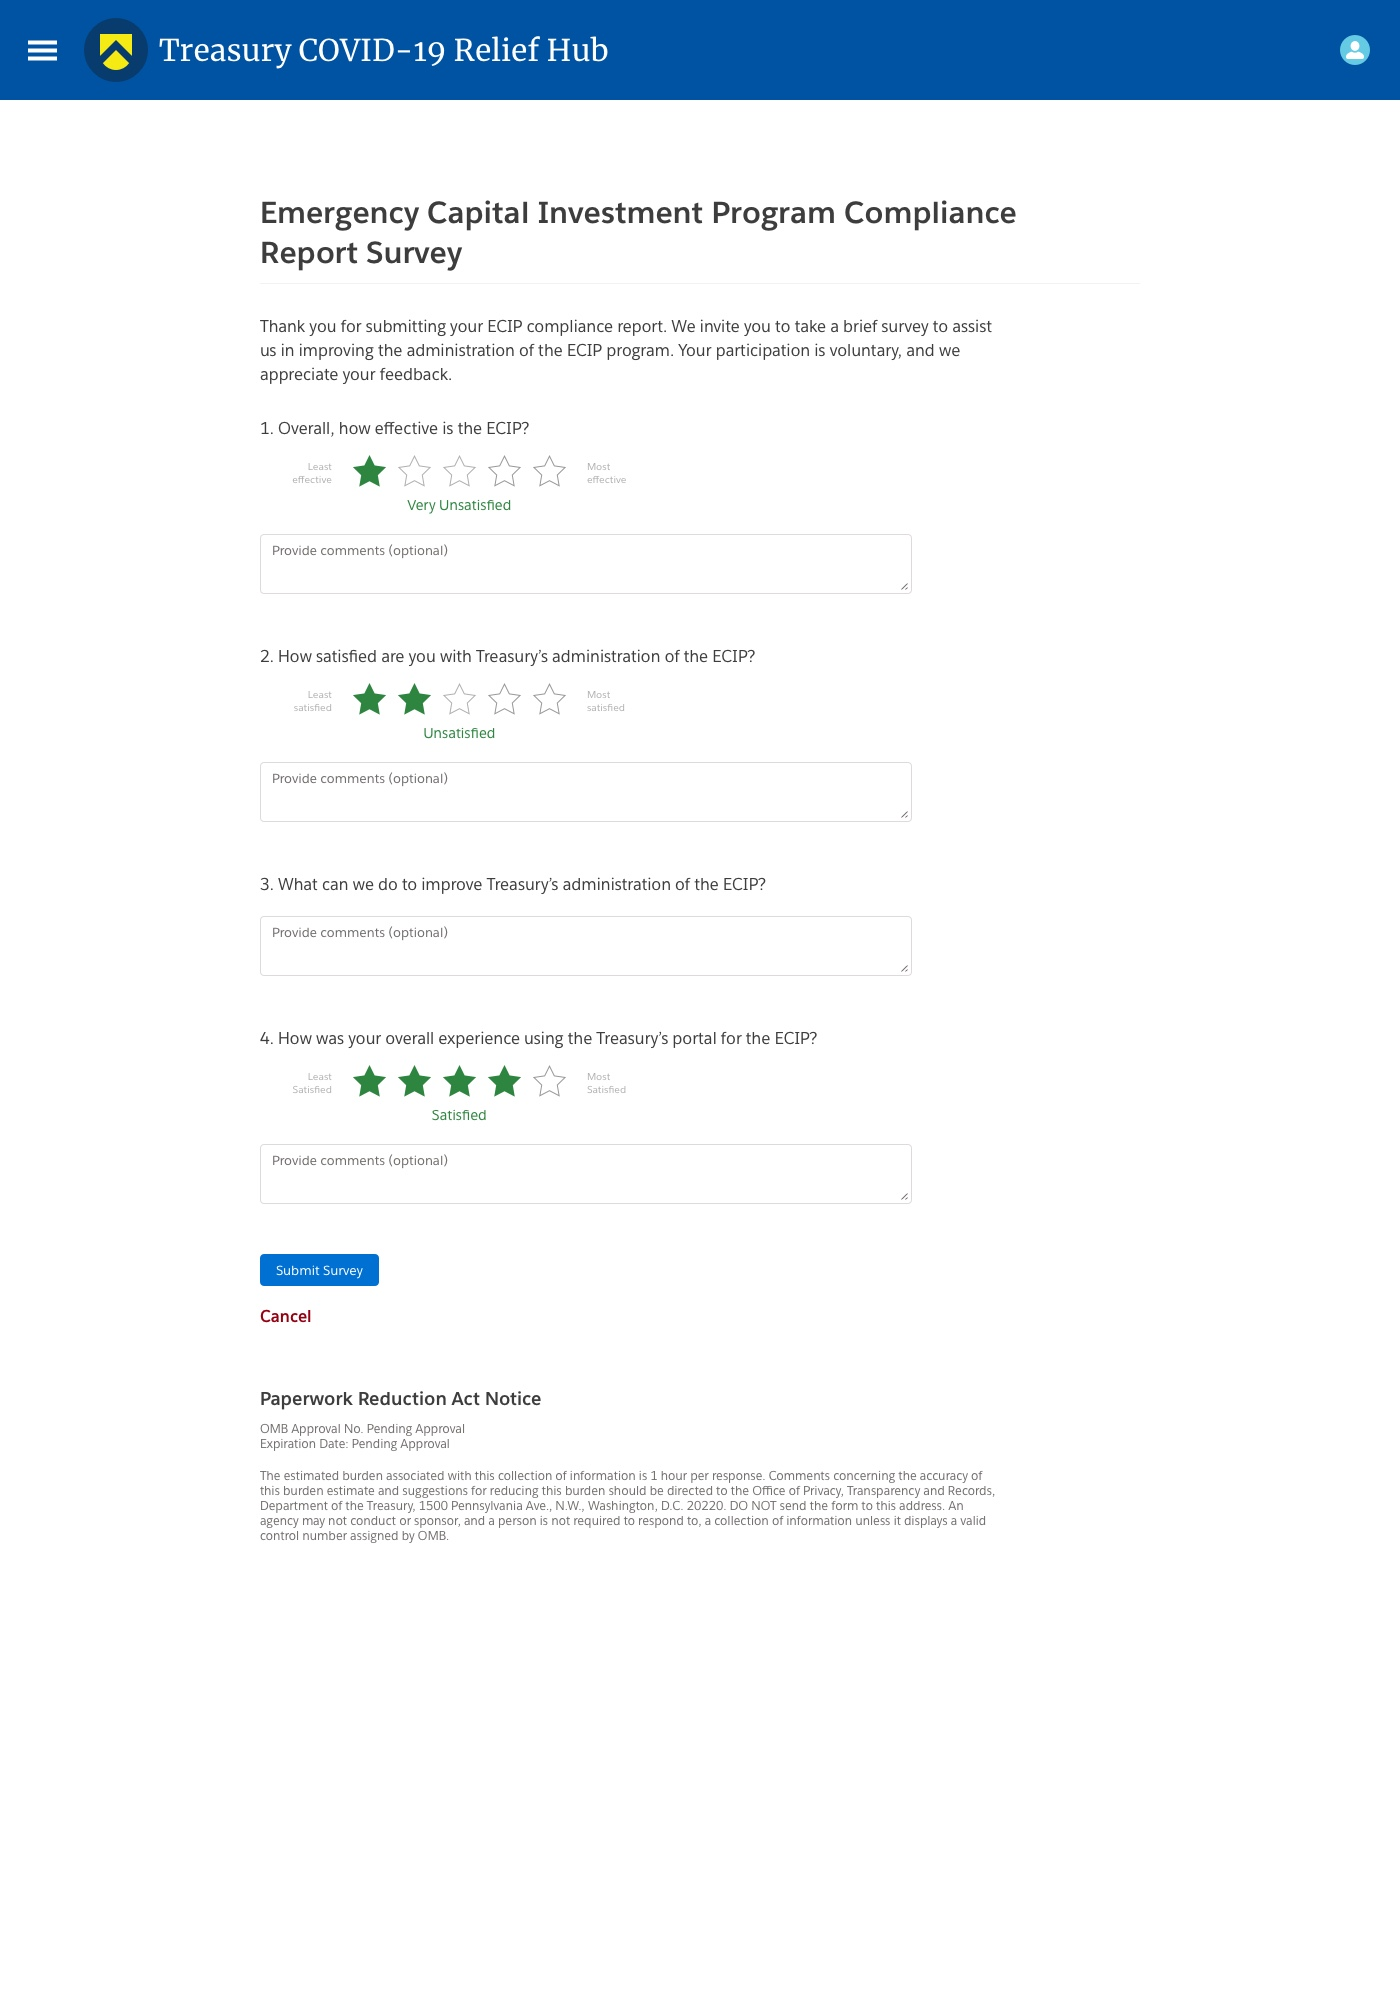 Treasury COVID-19 Relief Hub
Emergency Capital Investment Program Compliance
Report Survey
Thank you for submitting your ECIP compliance report. We invite you to take a brief survey to assist
us in improving the administration of the ECIP program. Your participation is voluntary, and we
appreciate your feedback.
1. Overall, how effective is the ECIP?
Least
effective
Most
effective
Very Unsatisfied
Provide comments (optional)
2. How satisfied are you with Treasury’s administration of the ECIP?
Least
satisfied
Most
satisfied
Unsatisfied
Provide comments (optional)
3. What can we do to improve Treasury’s administration of the ECIP?
Provide comments (optional)
4. How was your overall experience using the Treasury’s portal for the ECIP?
Least
Satisfied
Most
Satisfied
Satisfied
Provide comments (optional)
Submit Survey
Cancel
Paperwork Reduction Act Notice
OMB Approval No. Pending Approval
Expiration Date: Pending Approval
The estimated burden associated with this collection of information is 1 hour per response. Comments concerning the accuracy of
this burden estimate and suggestions for reducing this burden should be directed to the Office of Privacy, Transparency and Records,
Department of the Treasury, 1500 Pennsylvania Ave., N.W., Washington, D.C. 20220. DO NOT send the form to this address. An
agency may not conduct or sponsor, and a person is not required to respond to, a collection of information unless it displays a valid
control number assigned by OMB.